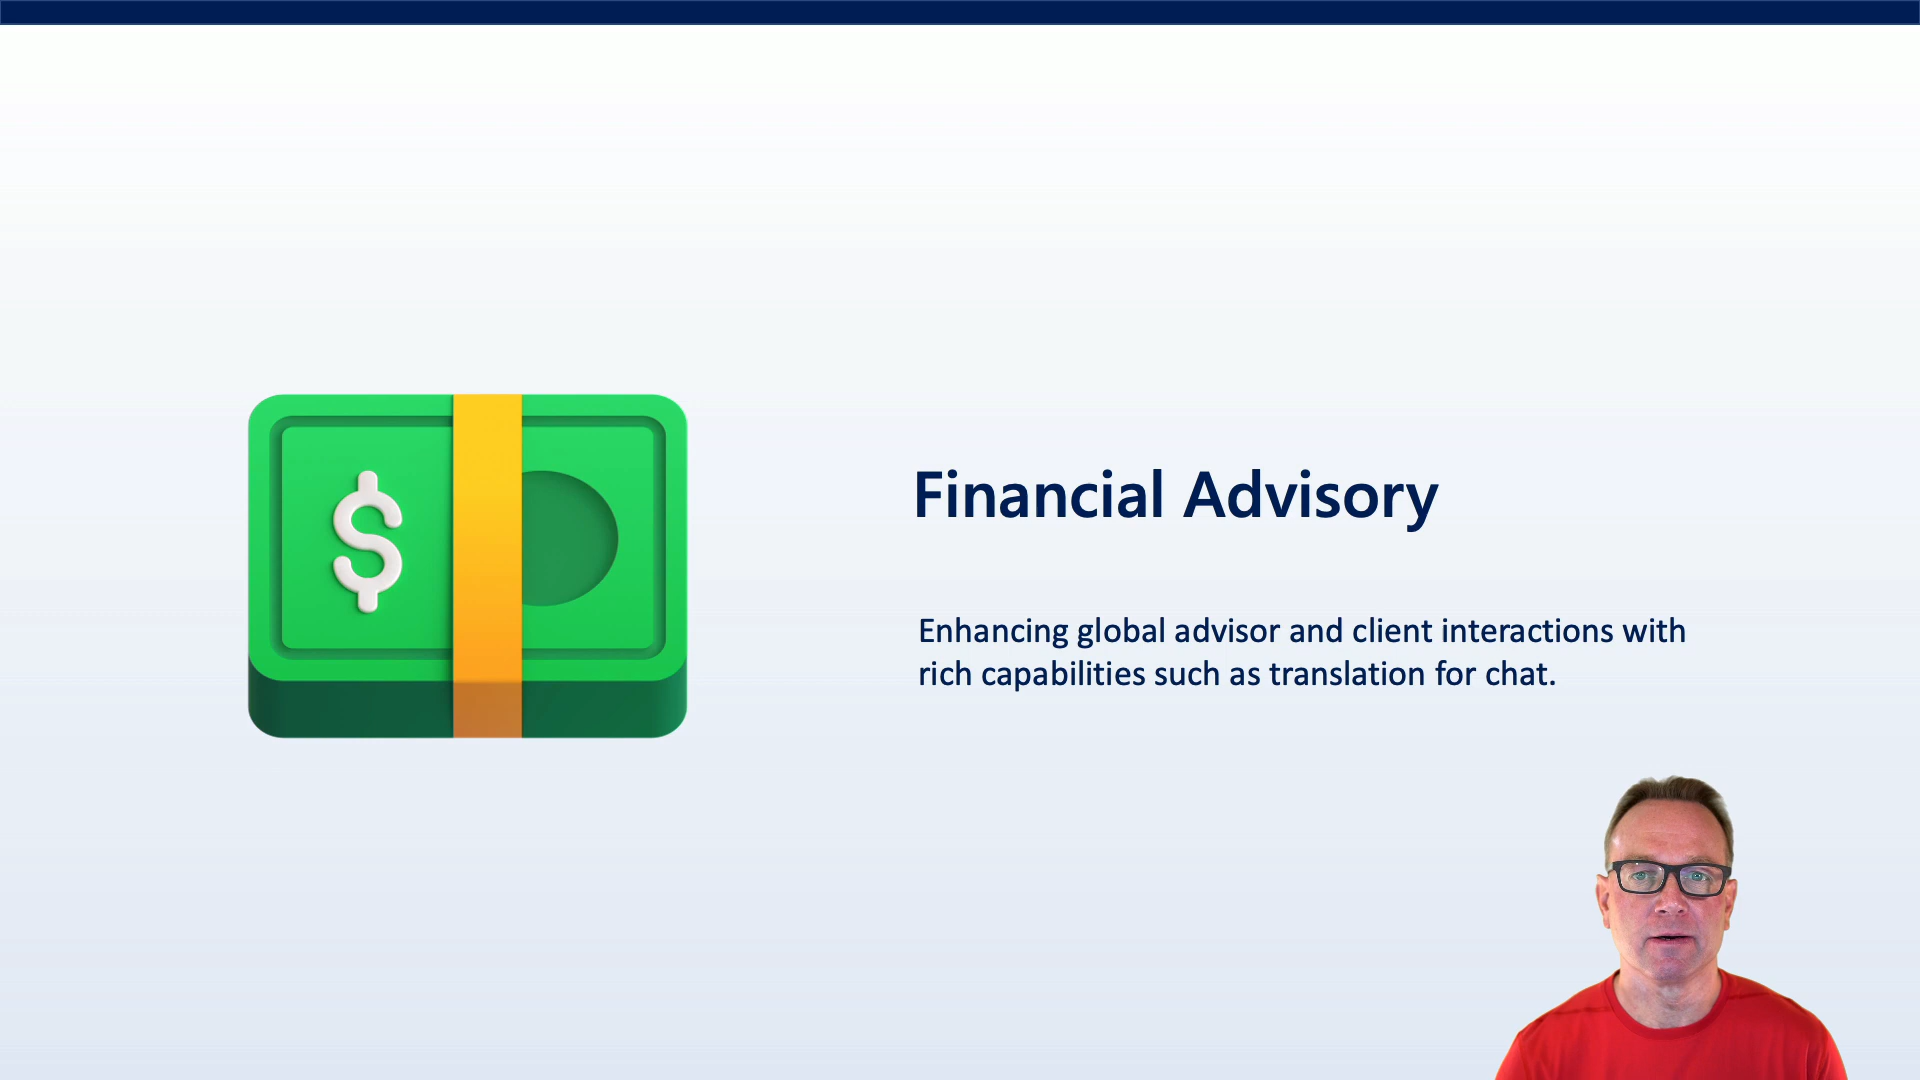 $
Financial Advisory
Enhancing global advisor and client interactions with
rich capabilities such as translation for chat.